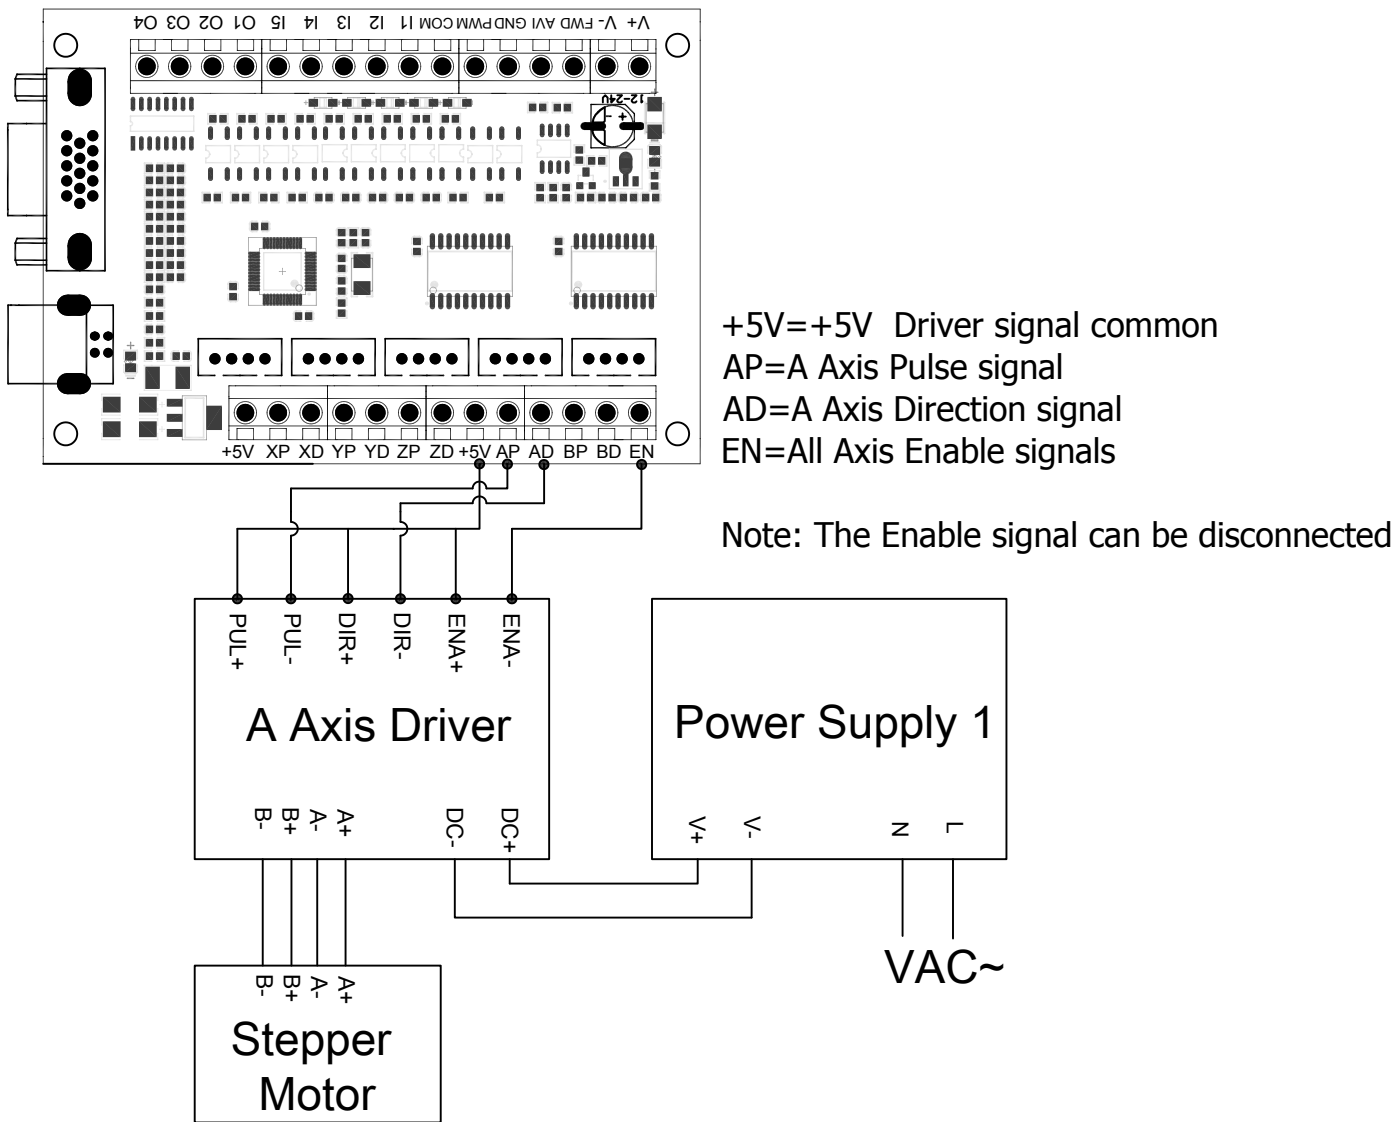 O4 O3 O2 O1 I5 I4 I3 I2 I1 COM PWM GND AVI FWD V- V+
12-24V
- +
+
+
+5V XP XD YP YD ZP ZD +5V AP AD BP BD EN
+5V=+5V Driver signal common
AP=A Axis Pulse signal
AD=A Axis Direction signal
EN=All Axis Enable signals
Note: The Enable signal can be disconnected
PUL+ PUL- DIR+ DIR- ENA+ ENA-
A Axis Driver
B- B+ A- A+ DC- DC+
Power Supply 1
V+ V- N L
VAC~
B- B+ A- A+
Stepper
Motor